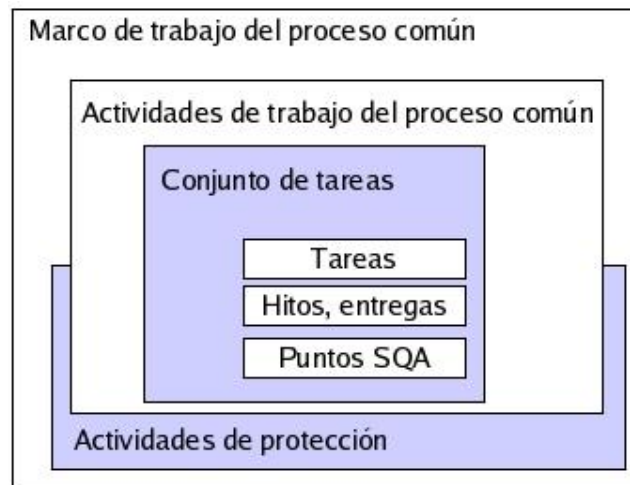 Marco de trabajo del proceso común
Actividades de trabajo del proceso común
Conjunto de tareas
Tareas
Hitos, entregas
Puntos SQA
Actividades de protección